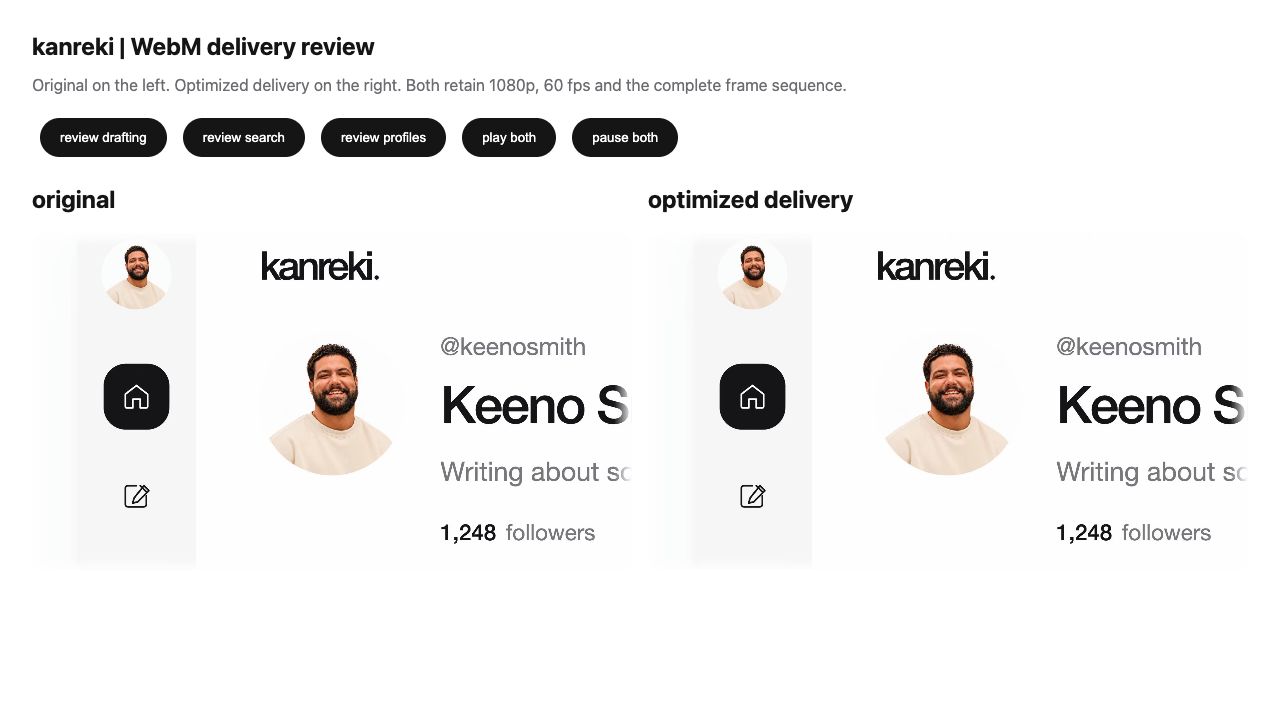 kanreki | WebM delivery review
Original on the left. Optimized delivery on the right. Both retain 1080p, 60 fps and the complete frame sequence.
review drafting
review search
review profiles
play both
pause both
original
kanreki.
@keenosmith
Keeno S
Writing about
1,248 followers
optimized delivery
kanreki.
@keenosmith
Keeno S
Writing about
1,248 followers